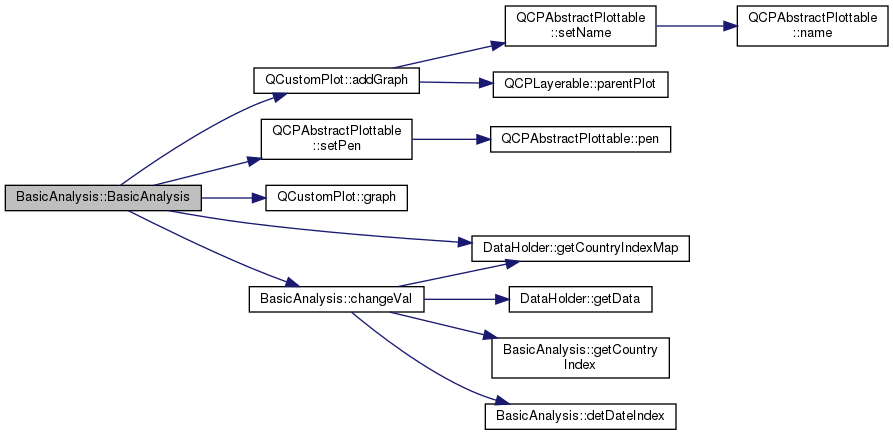 QCPAbstractPlottable
::setName
QCPAbstractPlottable
::name
QCustomPlot::addGraph
QCPLayerable::parentPlot
QCPAbstractPlottable
::setPen
QCPAbstractPlottable::pen
BasicAnalysis::BasicAnalysis
QCustomPlot::graph
DataHolder::getCountryIndexMap
BasicAnalysis::changeVal
DataHolder::getData
BasicAnalysis::getCountry
Index
BasicAnalysis::detDateIndex